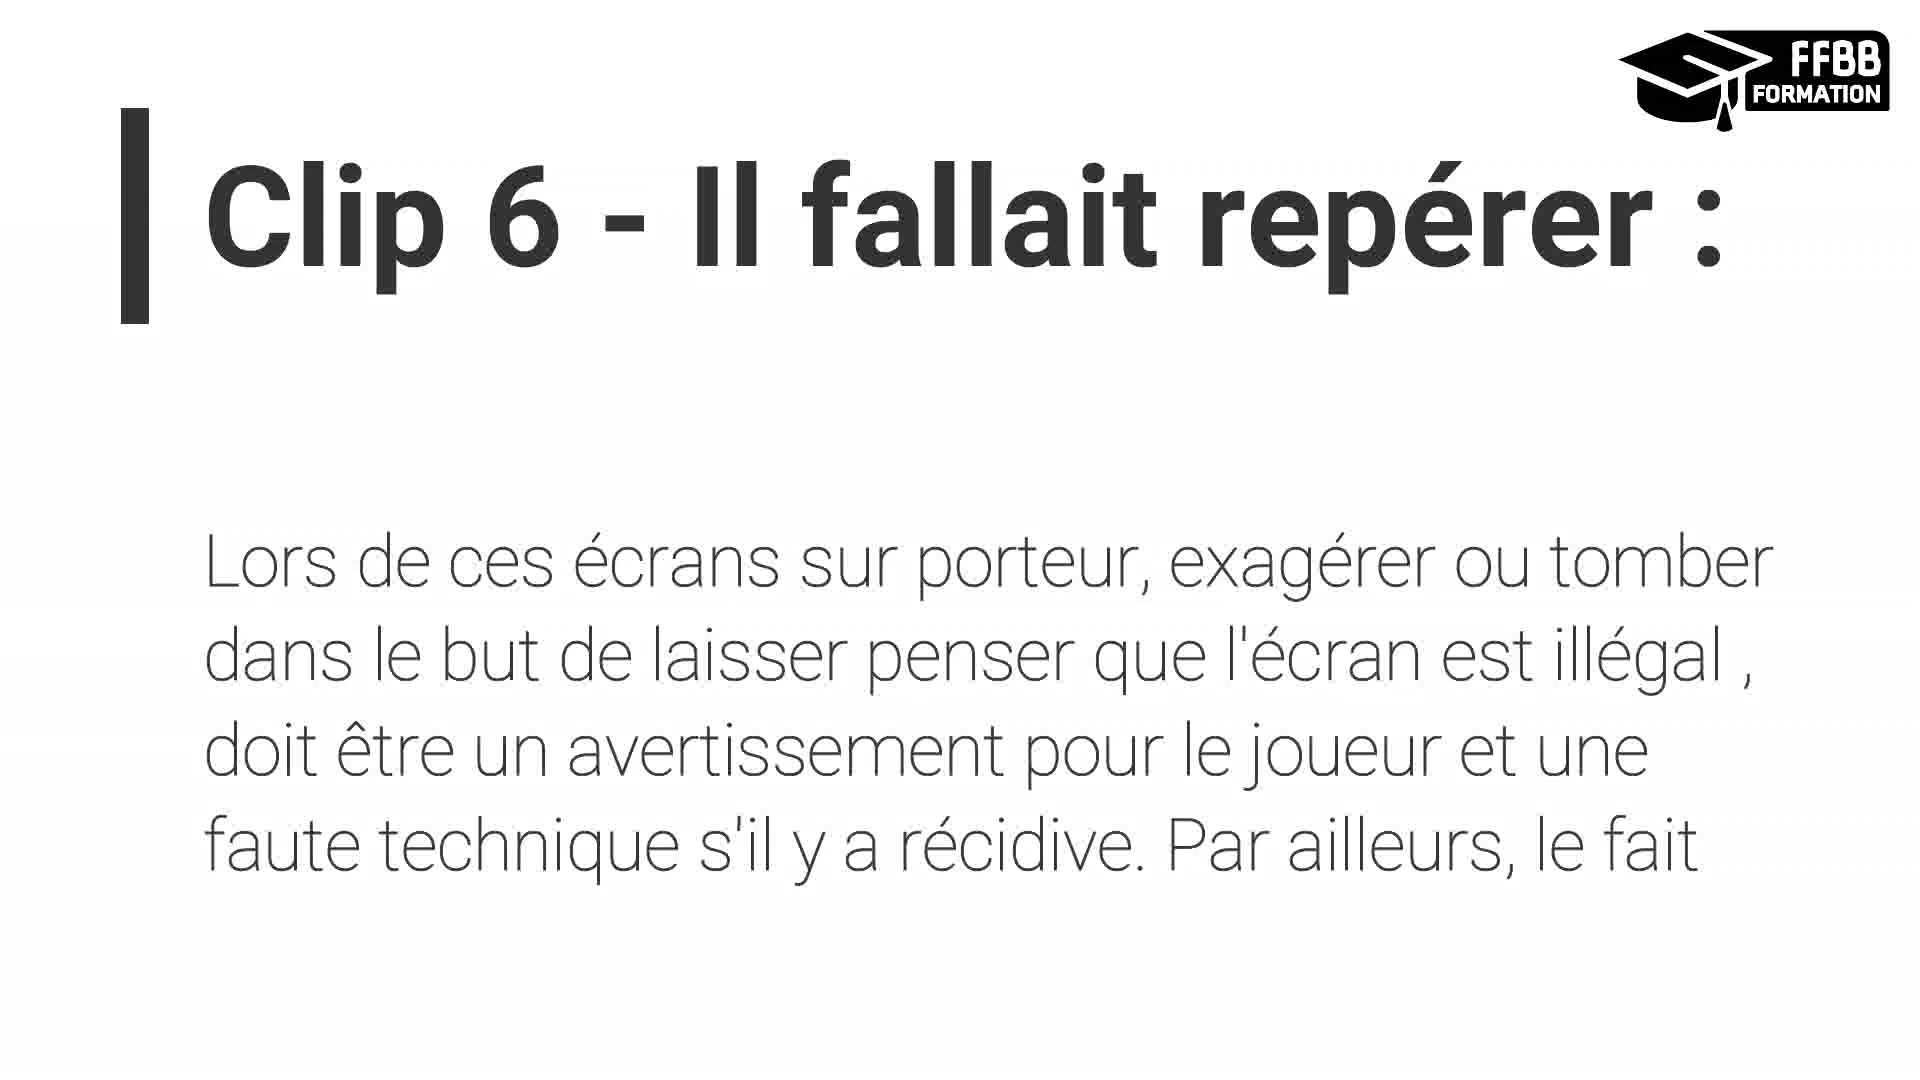 FFBB
FORMATION
Clip 6 - Il fallait repérer :
Lors de ces écrans sur porteur, exagérer ou tomber
dans le but de laisser penser que l'écran est illégal ,
doit être un avertissement pour le joueur et une
faute technique s'il y a récidive. Par ailleurs, le fait